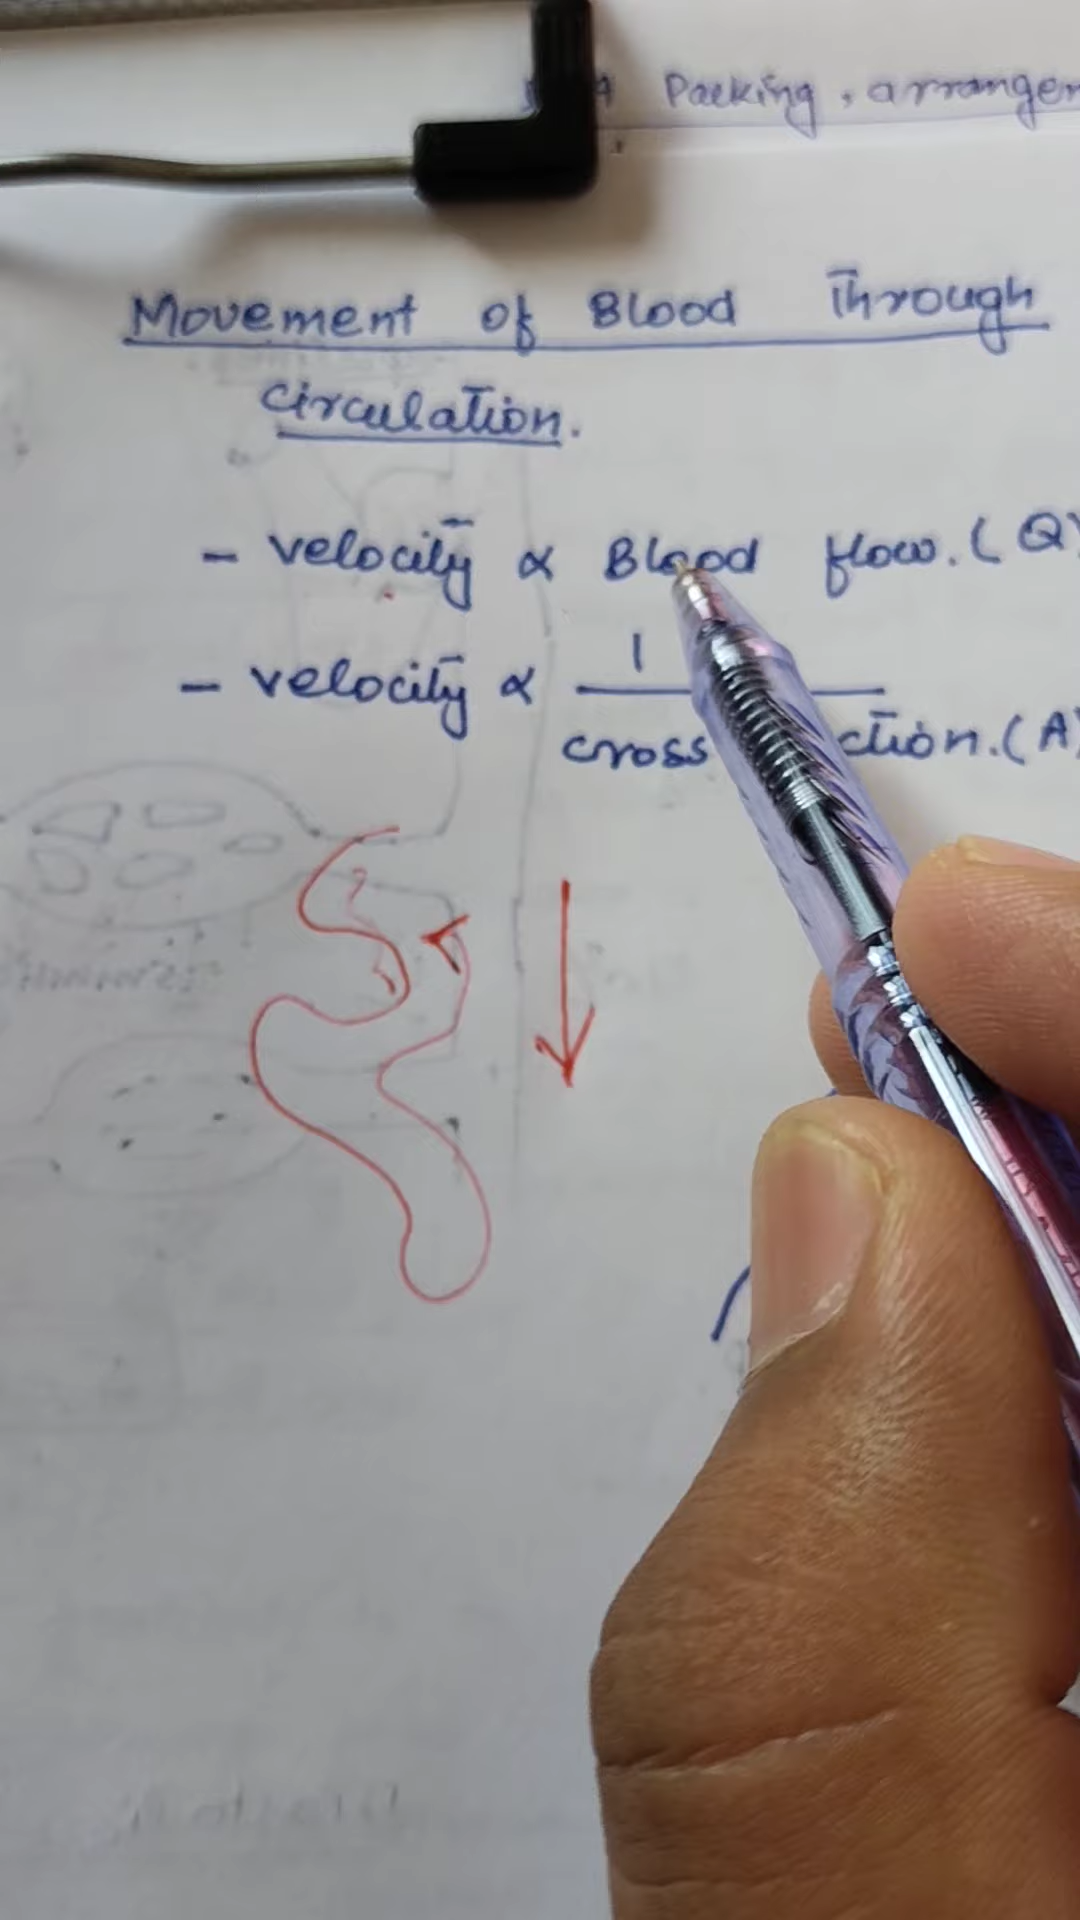 Packing, arrangem
Movement of Blood Through
circulation.
- velocity ∝ Blood flow. (Q)
- velocity ∝ 1
cross ction. (A)